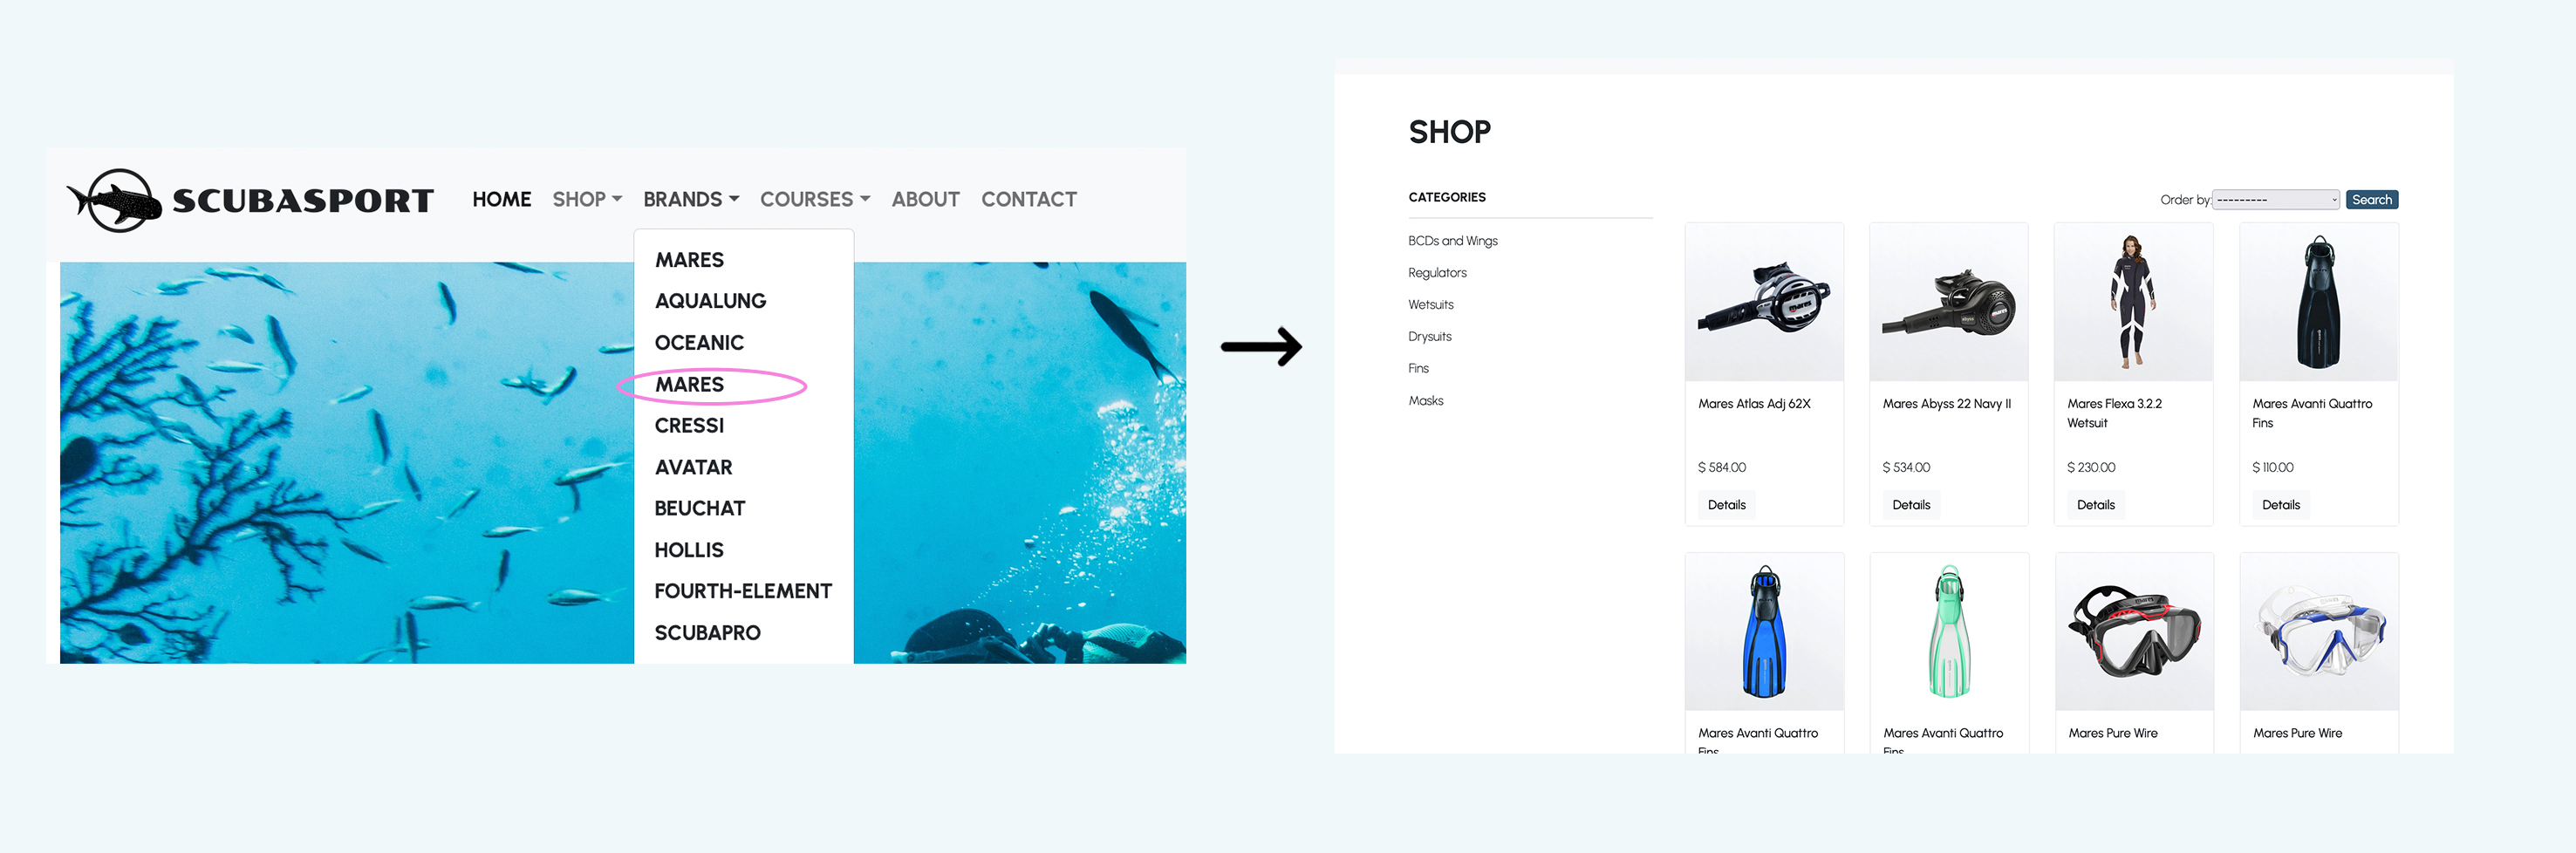 SCUBASPORT
HOME SHOP BRANDS COURSES ABOUT CONTACT
MARES
AQUALUNG
OCEANIC
MARES
CRESSI
AVATAR
BEUCHAT
HOLLIS
FOURTH-ELEMENT
SCUBAPRO
SHOP
CATEGORIES
BCDs and Wings
Regulators
Wetsuits
Drysuits
Fins
Masks
Order by: --------- Search
Mares Atlas Adj 62X
$ 584.00
Details
Mares Abyss 22 Navy II
$ 534.00
Details
Mares Flexa 3.2.2
Wetsuit
$ 230.00
Details
Mares Avanti Quattro
Fins
$ 110.00
Details
Mares Avanti Quattro
Fins
Mares Avanti Quattro
Fins
Mares Pure Wire
Mares Pure Wire